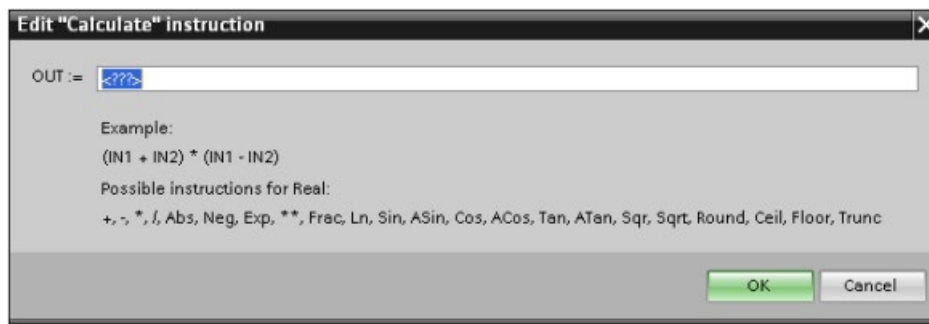 Edit "Calculate" instruction
OUT := <???>
Example:
(IN1 + IN2) * (IN1 - IN2)
Possible instructions for Real:
+, -, *, /, Abs, Neg, Exp, **, Frac, Ln, Sin, ASin, Cos, ACos, Tan, ATan, Sqr, Sqrt, Round, Ceil, Floor, Trunc
OK Cancel